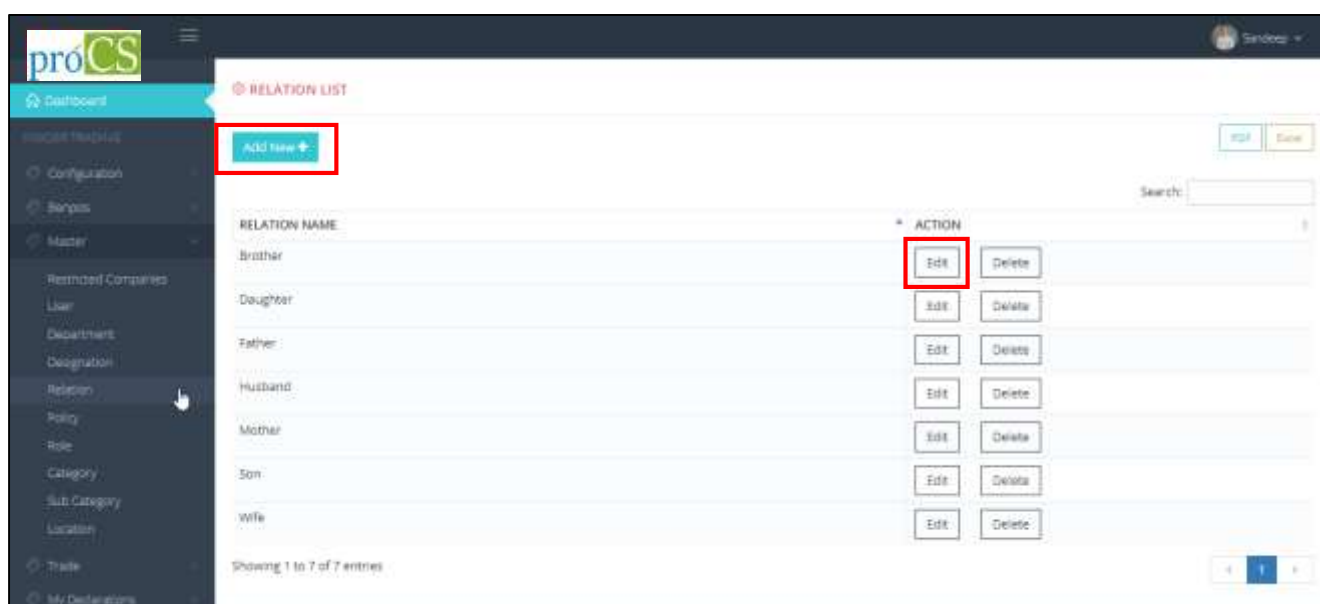 próCS
Sandeep
Dashboard
RELATION LIST
Add New +
PDF
Excel
Configuration
Benpos
Search:
Master
RELATION NAME
ACTION
Brother
Edit
Delete
Restricted Companies
User
Daughter
Edit
Delete
Department
Father
Edit
Delete
Designation
Relation
Husband
Edit
Delete
Policy
Mother
Edit
Delete
Role
Category
Son
Edit
Delete
Sub Category
Wife
Edit
Delete
Location
Trade
Showing 1 to 7 of 7 entries
1
My Declarations